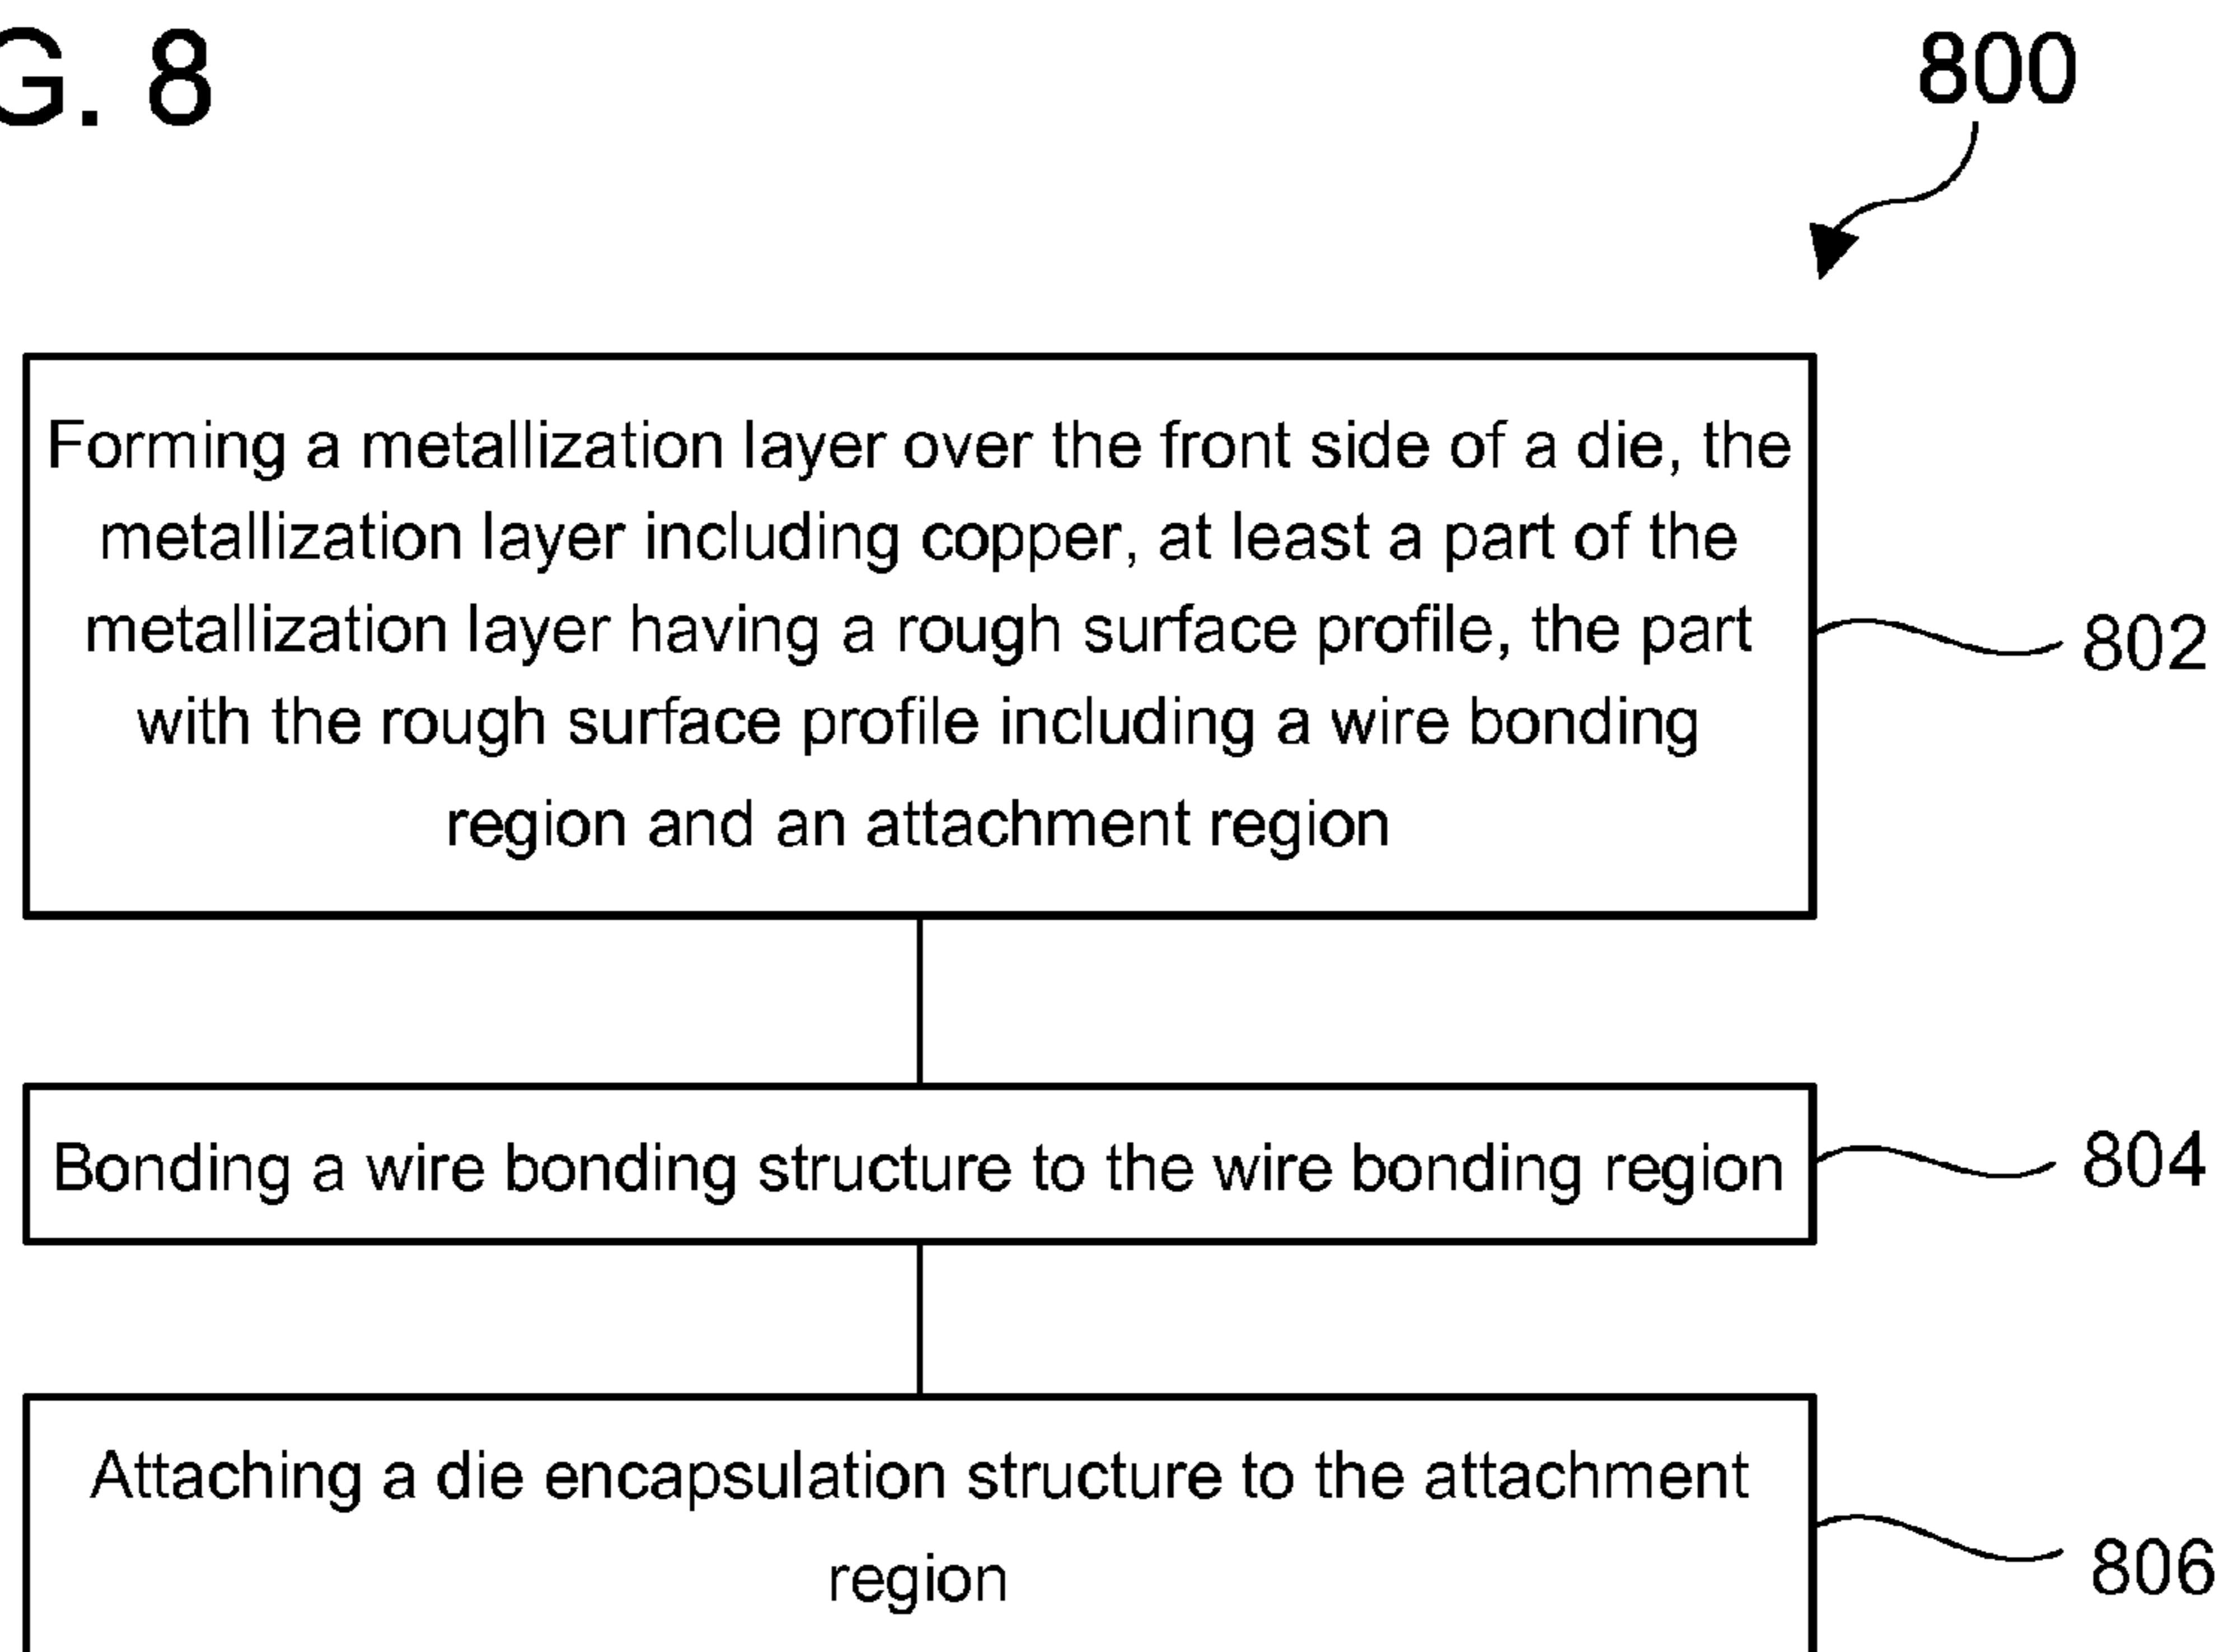 G. 8
800
Forming a metallization layer over the front side of a die, the
metallization layer including copper, at least a part of the
metallization layer having a rough surface profile, the part
with the rough surface profile including a wire bonding
region and an attachment region
802
Bonding a wire bonding structure to the wire bonding region
804
Attaching a die encapsulation structure to the attachment
region
806